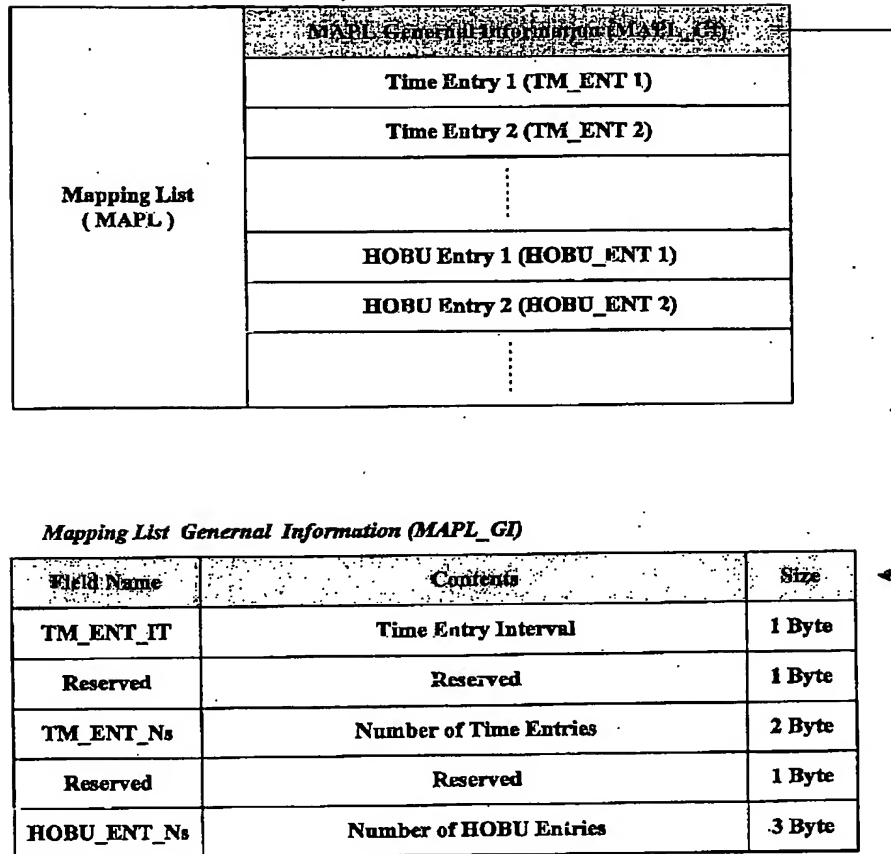 MAPL Genernal Information (MAPL_GI)
Time Entry 1 (TM_ENT 1)
Time Entry 2 (TM_ENT 2)
Mapping List
( MAPL )
HOBU Entry 1 (HOBU_ENT 1)
HOBU Entry 2 (HOBU_ENT 2)
Mapping List Genernal Information (MAPL_GI)
Field Name Contents Size
TM_ENT_IT Time Entry Interval 1 Byte
Reserved Reserved 1 Byte
TM_ENT_Ns Number of Time Entries 2 Byte
Reserved Reserved 1 Byte
HOBU_ENT_Ns Number of HOBU Entries 3 Byte